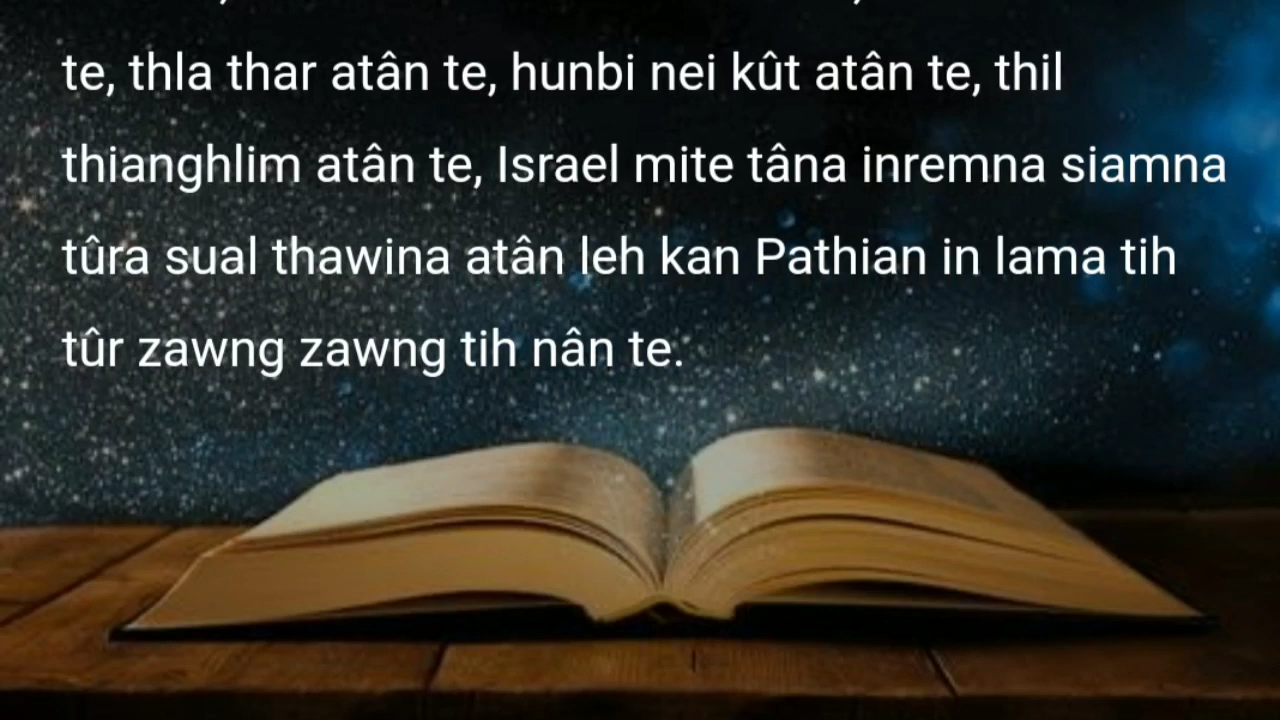 te, thla thar atân te, hunbi nei kût atân te, thil
thianghlim atân te, Israel mite tâna inremna siamna
tûra sual thawina atân leh kan Pathian in lama tih
tûr zawng zawng tih nân te.